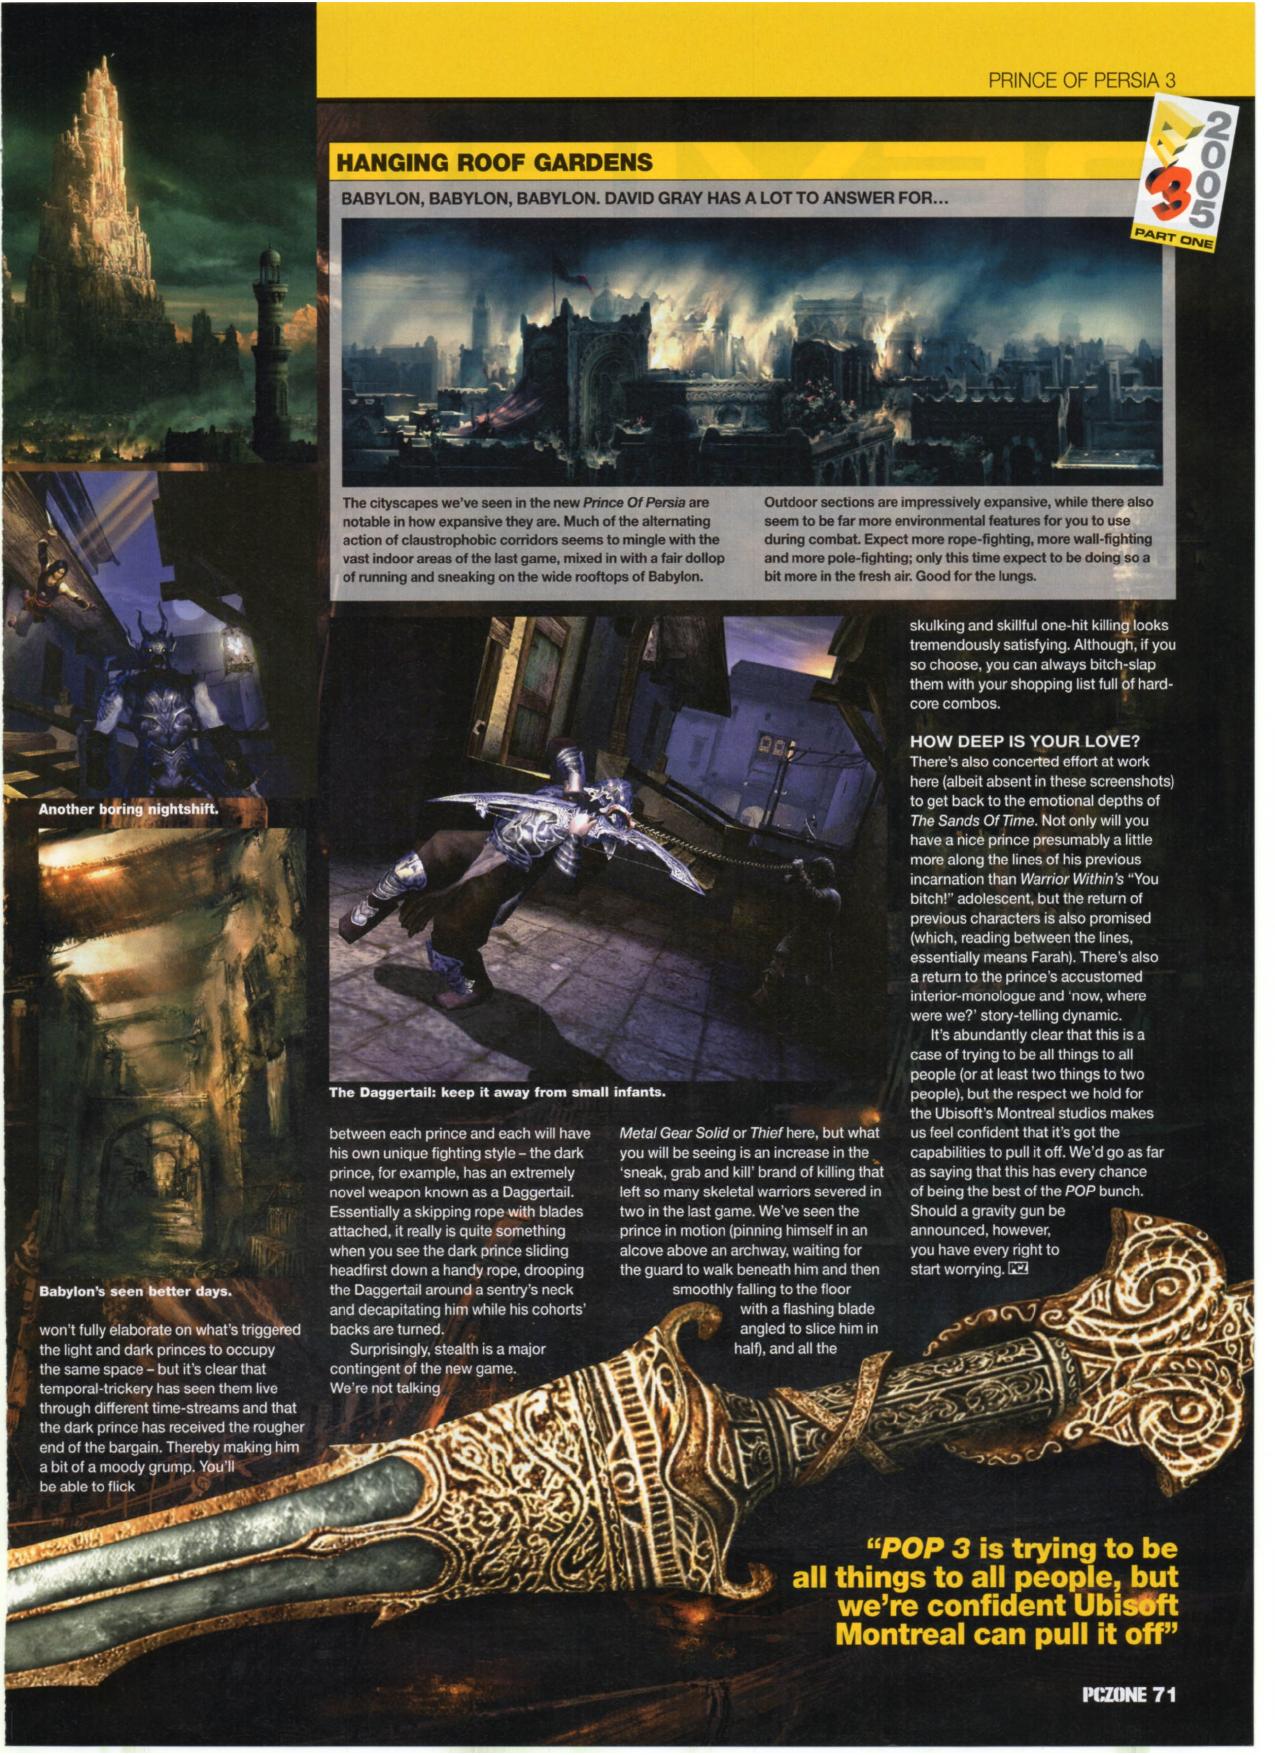 PRINCE OF PERSIA 3
E3
2005
PART ONE
HANGING ROOF GARDENS
BABYLON, BABYLON, BABYLON. DAVID GRAY HAS A LOT TO ANSWER FOR...
The cityscapes we've seen in the new Prince Of Persia are
notable in how expansive they are. Much of the alternating
action of claustrophobic corridors seems to mingle with the
vast indoor areas of the last game, mixed in with a fair dollop
of running and sneaking on the wide rooftops of Babylon.
Outdoor sections are impressively expansive, while there also
seem to be far more environmental features for you to use
during combat. Expect more rope-fighting, more wall-fighting
and more pole-fighting; only this time expect to be doing so a
bit more in the fresh air. Good for the lungs.
Another boring nightshift.
Babylon's seen better days.
The Daggertail: keep it away from small infants.
won't fully elaborate on what's triggered
the light and dark princes to occupy
the same space – but it's clear that
temporal-trickery has seen them live
through different time-streams and that
the dark prince has received the rougher
end of the bargain. Thereby making him
a bit of a moody grump. You'll
be able to flick
between each prince and each will have
his own unique fighting style – the dark
prince, for example, has an extremely
novel weapon known as a Daggertail.
Essentially a skipping rope with blades
attached, it really is quite something
when you see the dark prince sliding
headfirst down a handy rope, drooping
the Daggertail around a sentry's neck
and decapitating him while his cohorts'
backs are turned.
Surprisingly, stealth is a major
contingent of the new game.
We're not talking
Metal Gear Solid or Thief here, but what
you will be seeing is an increase in the
'sneak, grab and kill' brand of killing that
left so many skeletal warriors severed in
two in the last game. We've seen the
prince in motion (pinning himself in an
alcove above an archway, waiting for
the guard to walk beneath him and then
smoothly falling to the floor
with a flashing blade
angled to slice him in
half), and all the
skulking and skillful one-hit killing looks
tremendously satisfying. Although, if you
so choose, you can always bitch-slap
them with your shopping list full of hard-
core combos.
HOW DEEP IS YOUR LOVE?
There's also concerted effort at work
here (albeit absent in these screenshots)
to get back to the emotional depths of
The Sands Of Time. Not only will you
have a nice prince presumably a little
more along the lines of his previous
incarnation than Warrior Within's "You
bitch!" adolescent, but the return of
previous characters is also promised
(which, reading between the lines,
essentially means Farah). There's also
a return to the prince's accustomed
interior-monologue and 'now, where
were we?' story-telling dynamic.
It's abundantly clear that this is a
case of trying to be all things to all
people (or at least two things to two
people), but the respect we hold for
the Ubisoft's Montreal studios makes
us feel confident that it's got the
capabilities to pull it off. We'd go as far
as saying that this has every chance
of being the best of the POP bunch.
Should a gravity gun be
announced, however,
you have every right to
start worrying. PCZ
"POP 3 is trying to be
all things to all people, but
we're confident Ubisoft
Montreal can pull it off"
PCZONE 71